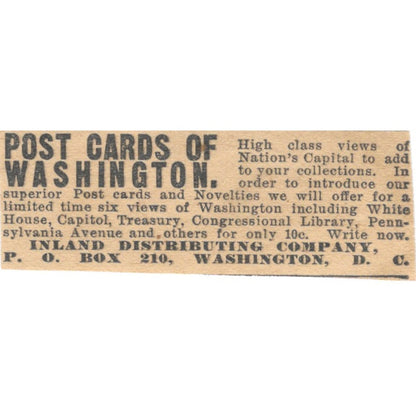 POST CARDS OF
WASHINGTON.
High class views of
Nation's Capital to add
to your collections. In
order to introduce our
superior Post cards and Novelties we will offer for a
limited time six views of Washington including White
House, Capitol, Treasury, Congressional Library, Penn-
sylvania Avenue and others for only 10c. Write now.
INLAND DISTRIBUTING COMPANY,
P. O. BOX 210, WASHINGTON, D. C.